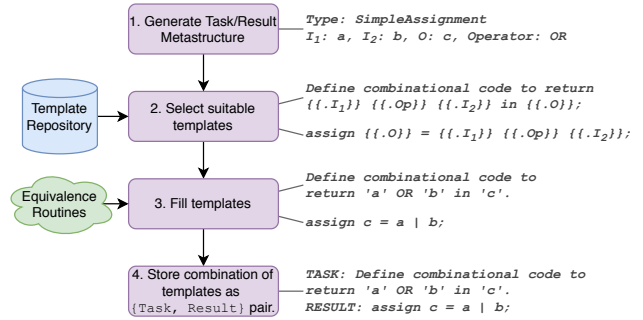 1. Generate Task/Result
Metastructure
Type: SimpleAssignment
I₁: a, I₂: b, O: c, Operator: OR
Template
Repository
2. Select suitable
templates
Define combinational code to return
{{.I₁}} {{.Op}} {{.I₂}} in {{.O}};
assign {{.O}} = {{.I₁}} {{.Op}} {{.I₂}};
Equivalence
Routines
3. Fill templates
Define combinational code to
return 'a' OR 'b' in 'c'.
assign c = a | b;
4. Store combination of
templates as
{Task, Result} pair.
TASK: Define combinational code to
return 'a' OR 'b' in 'c'.
RESULT: assign c = a | b;